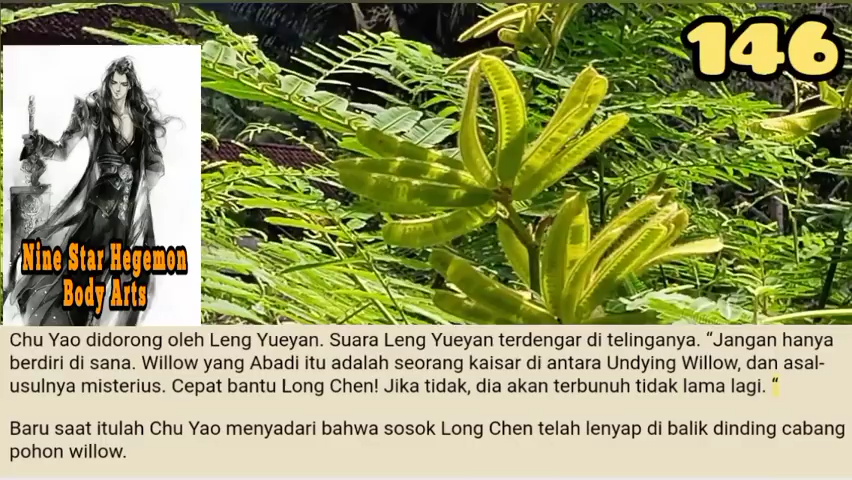 146
Nine Star Hegemon
Body Arts
Chu Yao didorong oleh Leng Yueyan. Suara Leng Yueyan terdengar di telinganya. “Jangan hanya
berdiri di sana. Willow yang Abadi itu adalah seorang kaisar di antara Undying Willow, dan asal-
usulnya misterius. Cepat bantu Long Chen! Jika tidak, dia akan terbunuh tidak lama lagi. “
Baru saat itulah Chu Yao menyadari bahwa sosok Long Chen telah lenyap di balik dinding cabang
pohon willow.